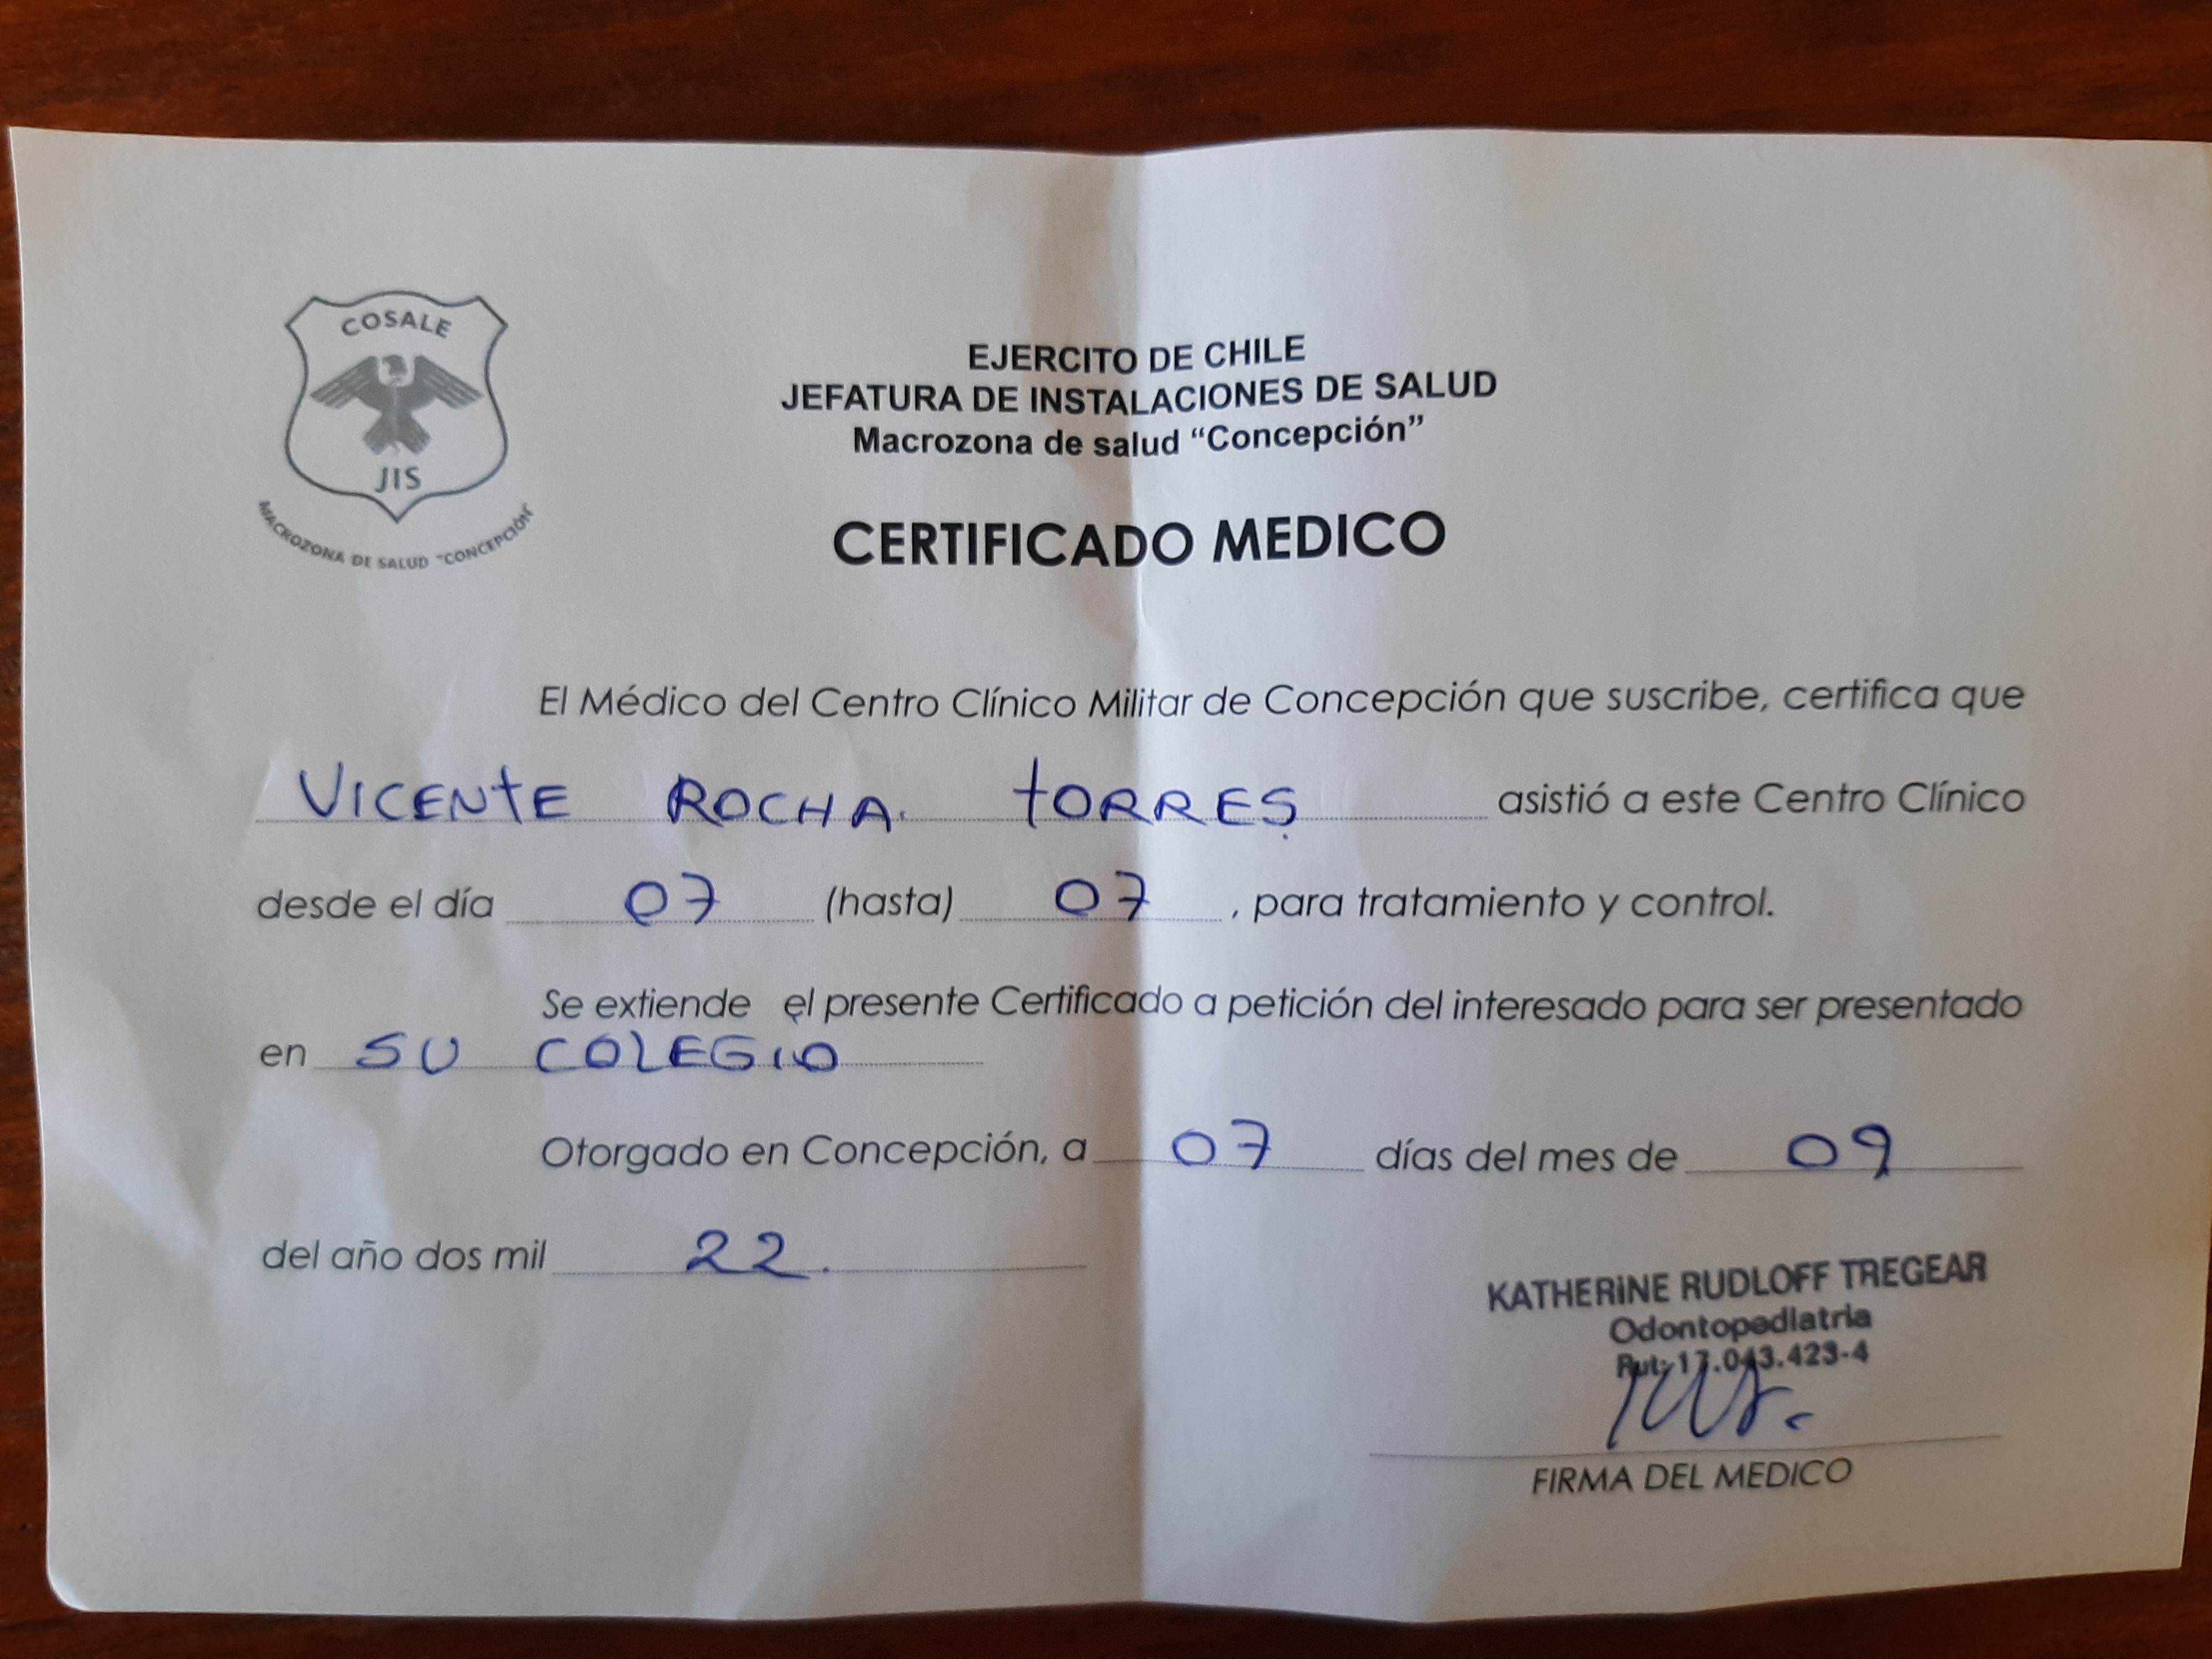 COSALE
JIS
MACROZONA DE SALUD "CONCEPCIÓN"
EJERCITO DE CHILE
JEFATURA DE INSTALACIONES DE SALUD
Macrozona de salud “Concepción”
CERTIFICADO MEDICO
El Médico del Centro Clínico Militar de Concepción que suscribe, certifica que
VICENTE ROCHA. TORRES asistió a este Centro Clínico
desde el día 07 (hasta) 07, para tratamiento y control.
Se extiende el presente Certificado a petición del interesado para ser presentado
en SU COLEGIO
Otorgado en Concepción, a 07 días del mes de 09
del año dos mil 22.
KATHERINE RUDLOFF TREGEAR
Odontopediatria
Rut: 17.043.423-4
FIRMA DEL MEDICO